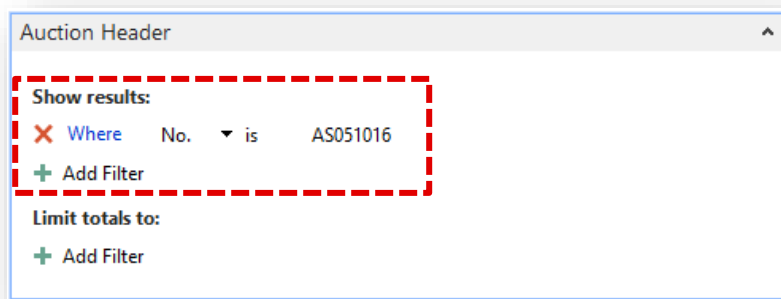 Auction Header
Show results:
Where No. is AS051016
Add Filter
Limit totals to:
Add Filter